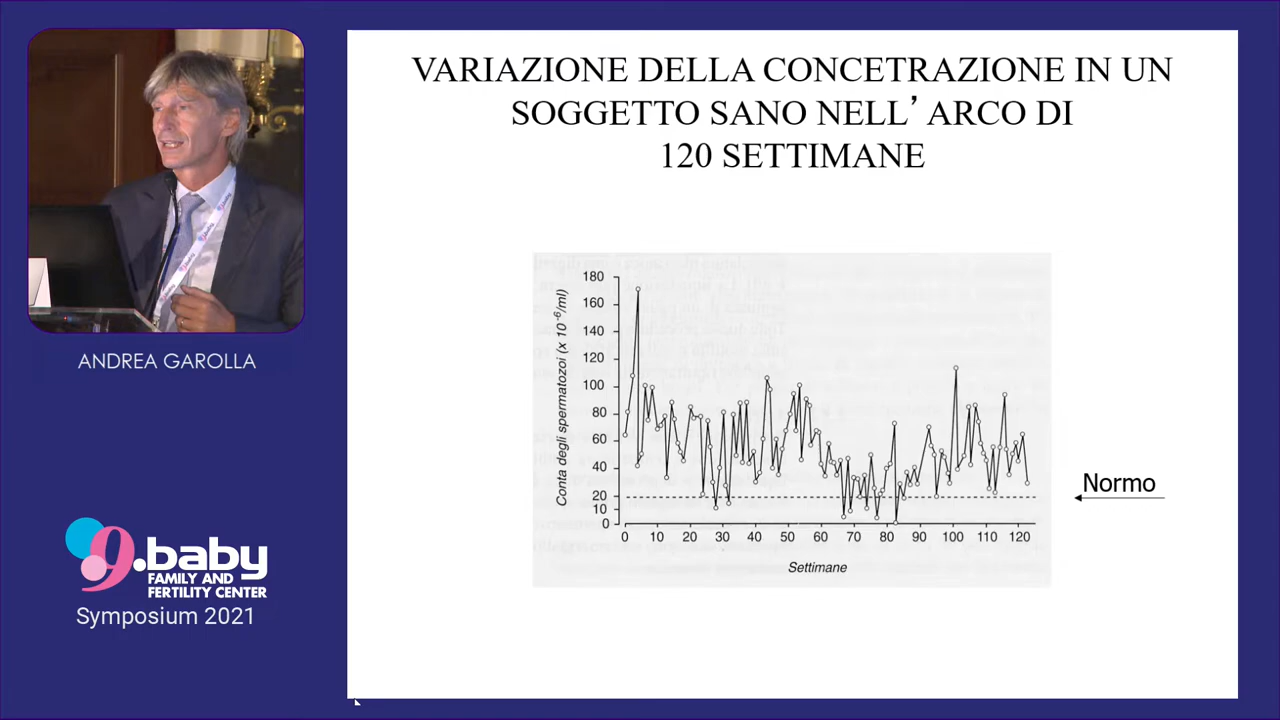 VARIAZIONE DELLA CONCETRAZIONE IN UN
SOGGETTO SANO NELL’ ARCO DI
120 SETTIMANE
ANDREA GAROLLA
9.baby
FAMILY AND
FERTILITY CENTER
Symposium 2021
Conta degli spermatozoi (x 10⁻⁶/ml)
180
160
140
120
100
80
60
40
20
10
0
0 10 20 30 40 50 60 70 80 90 100 110 120
Settimane
Normo